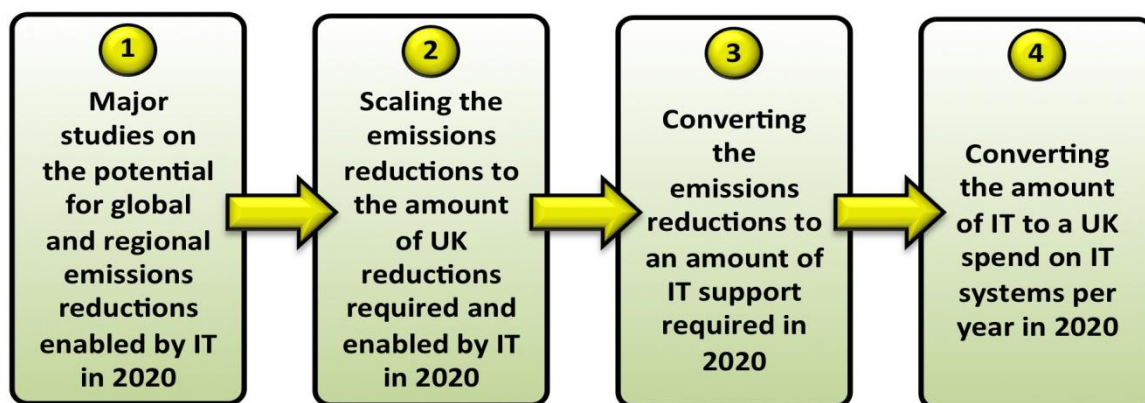 1
Major
studies on
the potential
for global
and regional
emissions
reductions
enabled by IT
in 2020
2
Scaling the
emissions
reductions to
the amount
of UK
reductions
required and
enabled by IT
in 2020
3
Converting
the
emissions
reductions to
an amount of
IT support
required in
2020
4
Converting
the amount
of IT to a UK
spend on IT
systems per
year in 2020